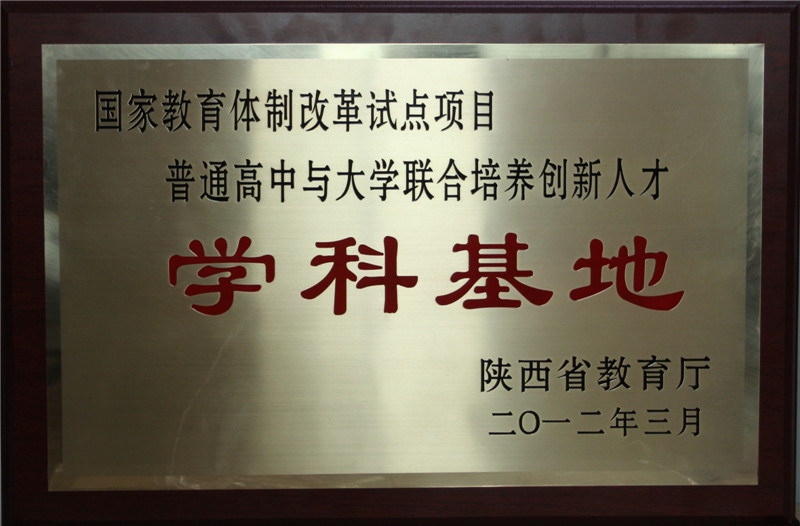 国家教育体制改革试点项目
普通高中与大学联合培养创新人才
学科基地
陕西省教育厅
二〇一二年三月